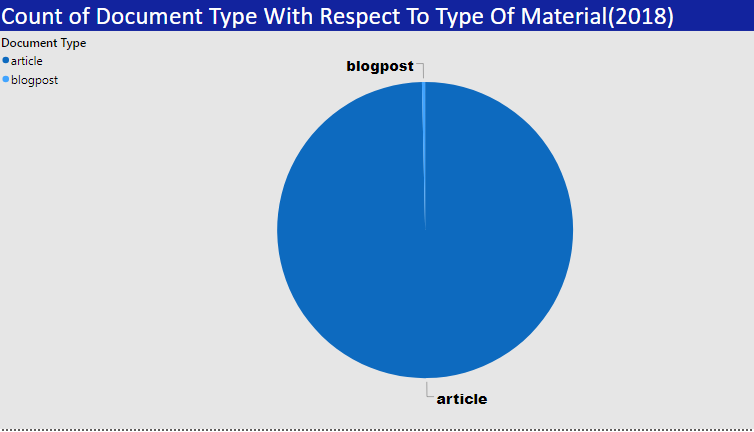 Count of Document Type With Respect To Type Of Material(2018)
Document Type
article
blogpost
blogpost
article